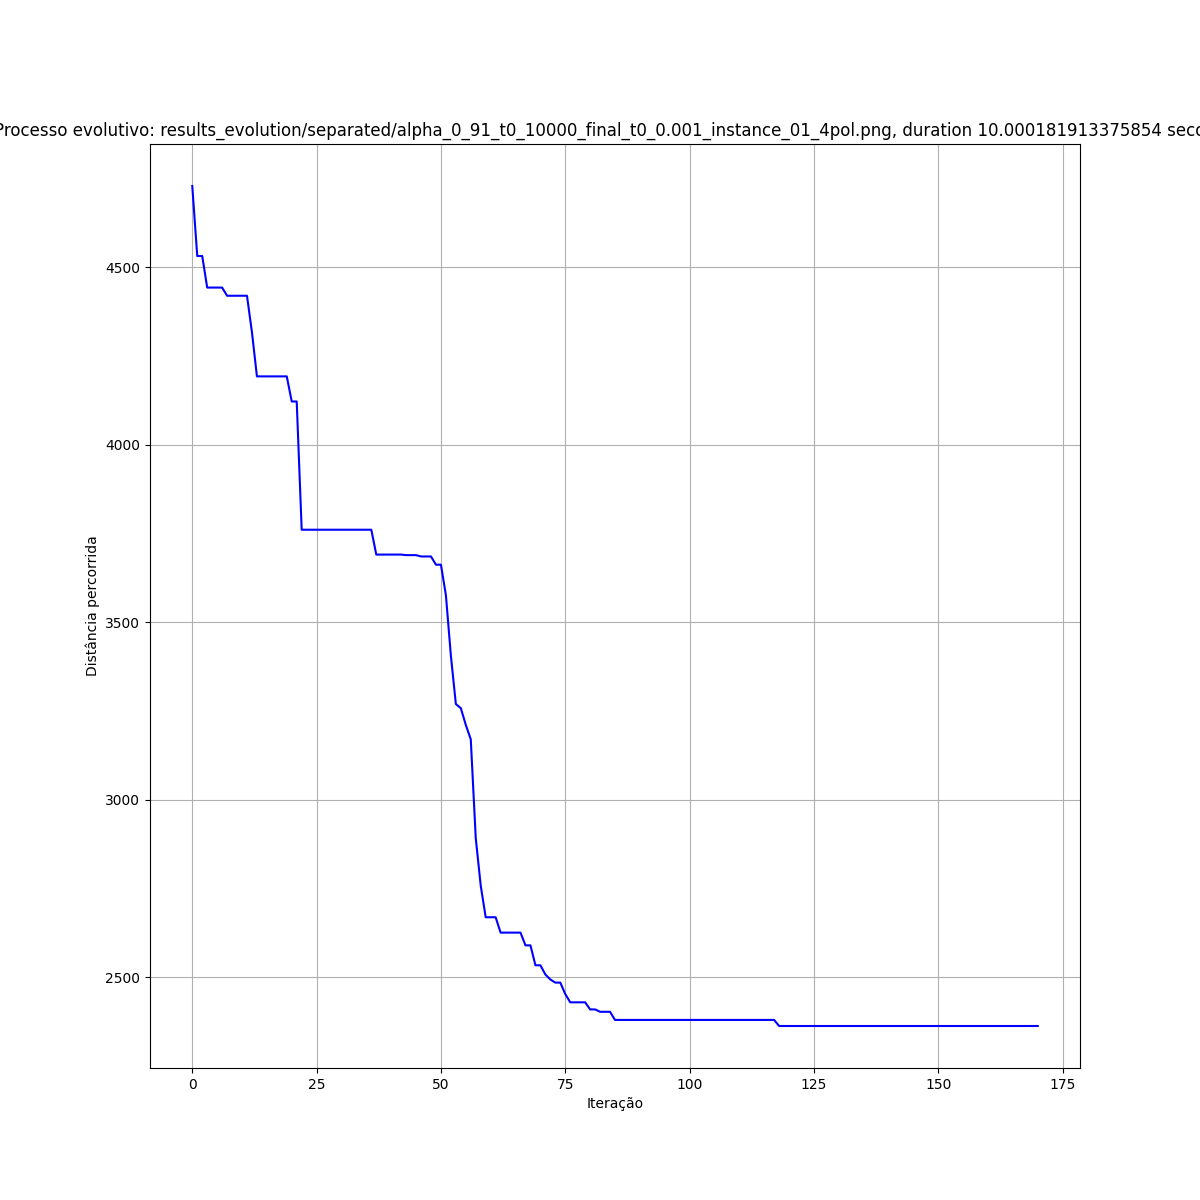 Processo evolutivo: results_evolution/separated/alpha_0_91_t0_10000_final_t0_0.001_instance_01_4pol.png, duration 10.000181913375854
4500
4000
3500
3000
2500
Distância percorrida
0 25 50 75 100 125 150 175
Iteração